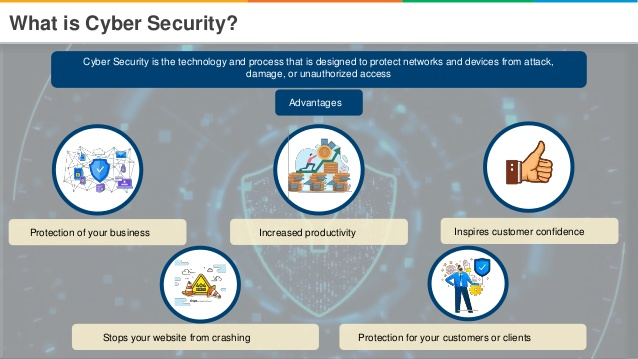 What is Cyber Security?
Cyber Security is the technology and process that is designed to protect networks and devices from attack,
damage, or unauthorized access
Advantages
Protection of your business
Increased productivity
Inspires customer confidence
Stops your website from crashing
Protection for your customers or clients